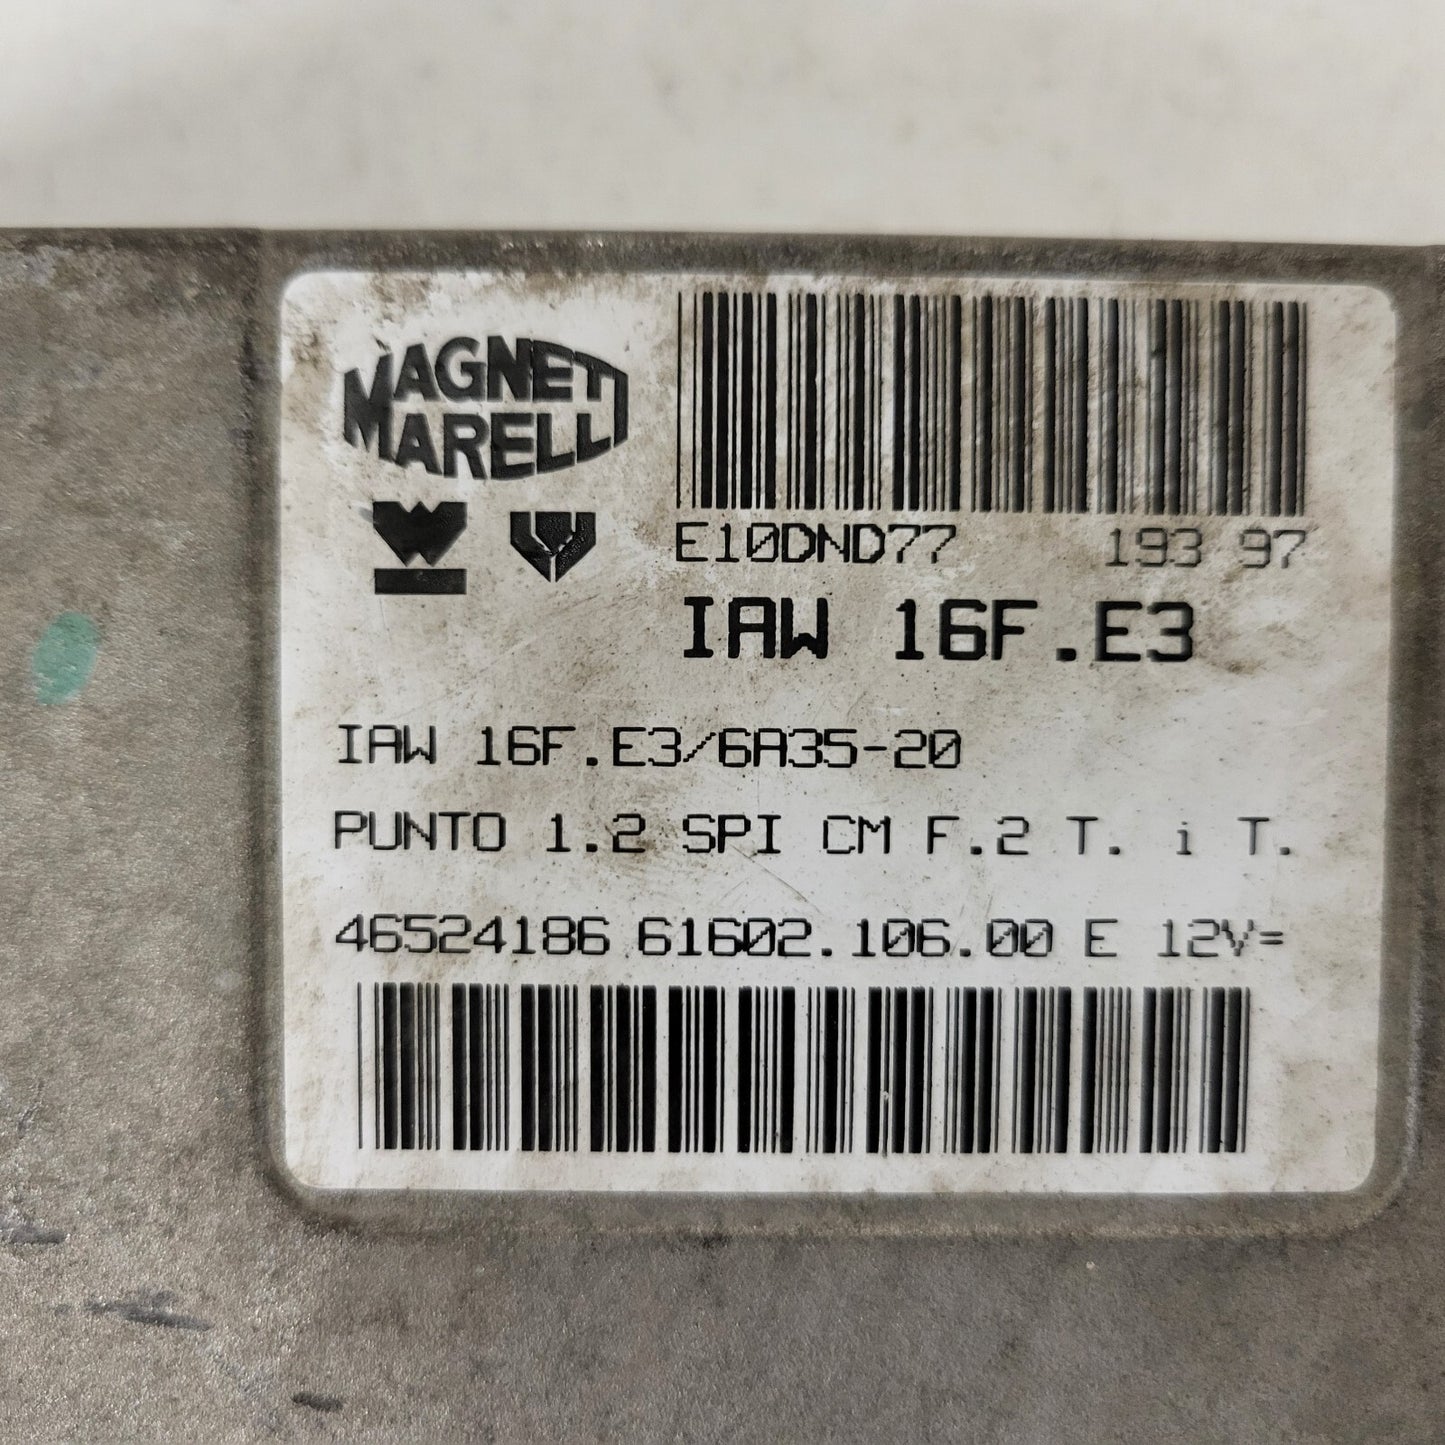 MAGNETI
MARELLI
E10DND77 193 97
IAW 16F.E3
IAW 16F.E3/6A35-20
PUNTO 1.2 SPI CM F.2 T. i T.
46524186 61602.106.00 E 12V=